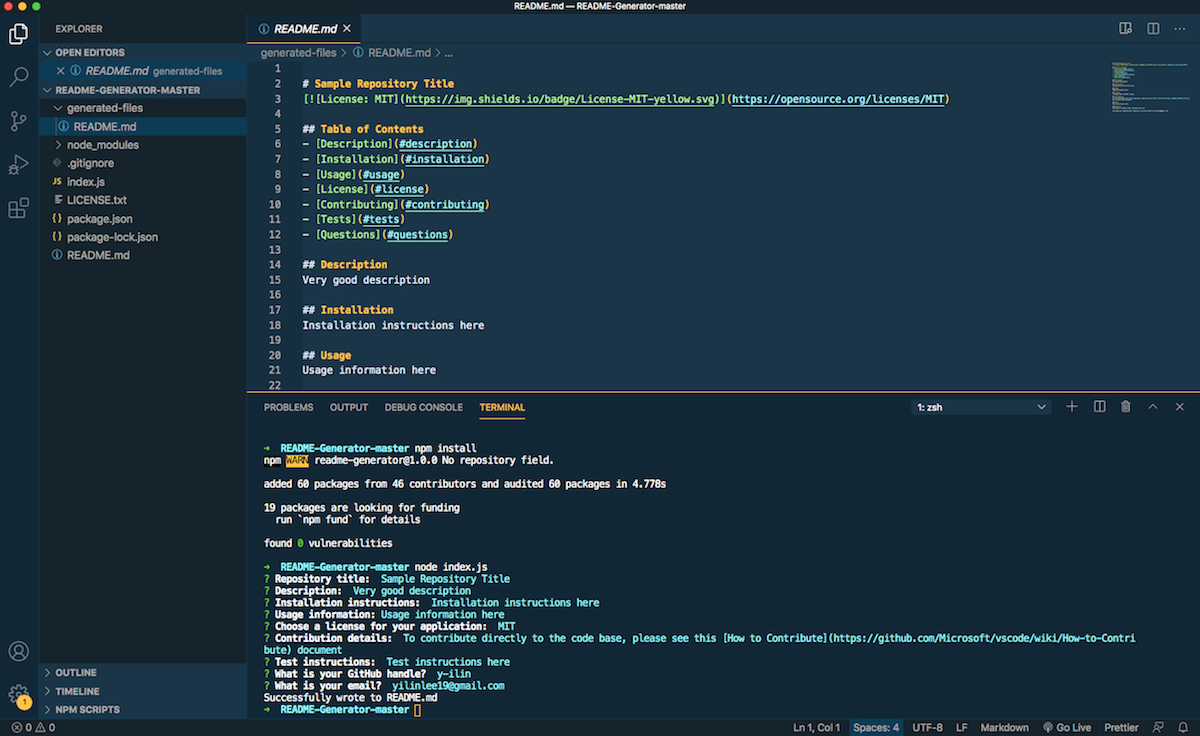 README.md — README-Generator-master
EXPLORER
OPEN EDITORS
README.md generated-files
README-GENERATOR-MASTER
generated-files
README.md
node_modules
.gitignore
JS index.js
LICENSE.txt
{} package.json
{} package-lock.json
README.md
OUTLINE
TIMELINE
NPM SCRIPTS
README.md
generated-files > README.md > ...
1
2 # Sample Repository Title
3 [![License: MIT](https://img.shields.io/badge/License-MIT-yellow.svg)](https://opensource.org/licenses/MIT)
4
5 ## Table of Contents
6 - [Description](#description)
7 - [Installation](#installation)
8 - [Usage](#usage)
9 - [License](#license)
10 - [Contributing](#contributing)
11 - [Tests](#tests)
12 - [Questions](#questions)
13
14 ## Description
15 Very good description
16
17 ## Installation
18 Installation instructions here
19
20 ## Usage
21 Usage information here
22
PROBLEMS OUTPUT DEBUG CONSOLE TERMINAL 1: zsh
→ README-Generator-master npm install
npm WARN readme-generator@1.0.0 No repository field.
added 60 packages from 46 contributors and audited 60 packages in 4.778s
19 packages are looking for funding
run `npm fund` for details
found 0 vulnerabilities
→ README-Generator-master node index.js
? Repository title: Sample Repository Title
? Description: Very good description
? Installation instructions: Installation instructions here
? Usage information: Usage information here
? Choose a license for your application: MIT
? Contribution details: To contribute directly to the code base, please see this [How to Contribute](https://github.com/Microsoft/vscode/wiki/How-to-Contri
bute) document
? Test instructions: Test instructions here
? What is your GitHub handle? y-ilin
? What is your email? yilinlee19@gmail.com
Successfully wrote to README.md
→ README-Generator-master
1
0 0 Ln 1, Col 1 Spaces: 4 UTF-8 LF Markdown Go Live Prettier